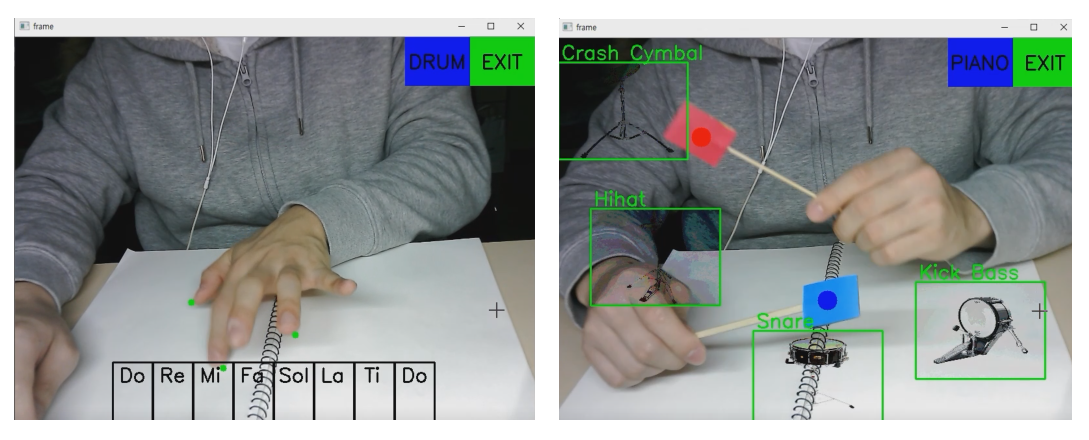 frame
DRUM EXIT
Do Re Mi Fa Sol La Ti Do
frame
Crash Cymbal
PIANO EXIT
Hihat
Kick Bass
Snare